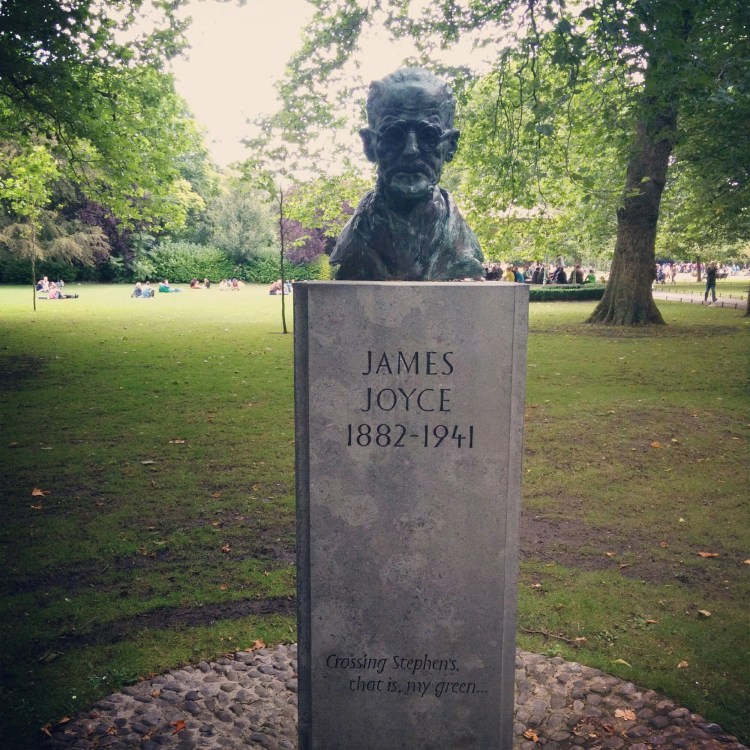 JAMES
JOYCE
1882-1941
Crossing Stephen's,
that is, my green...